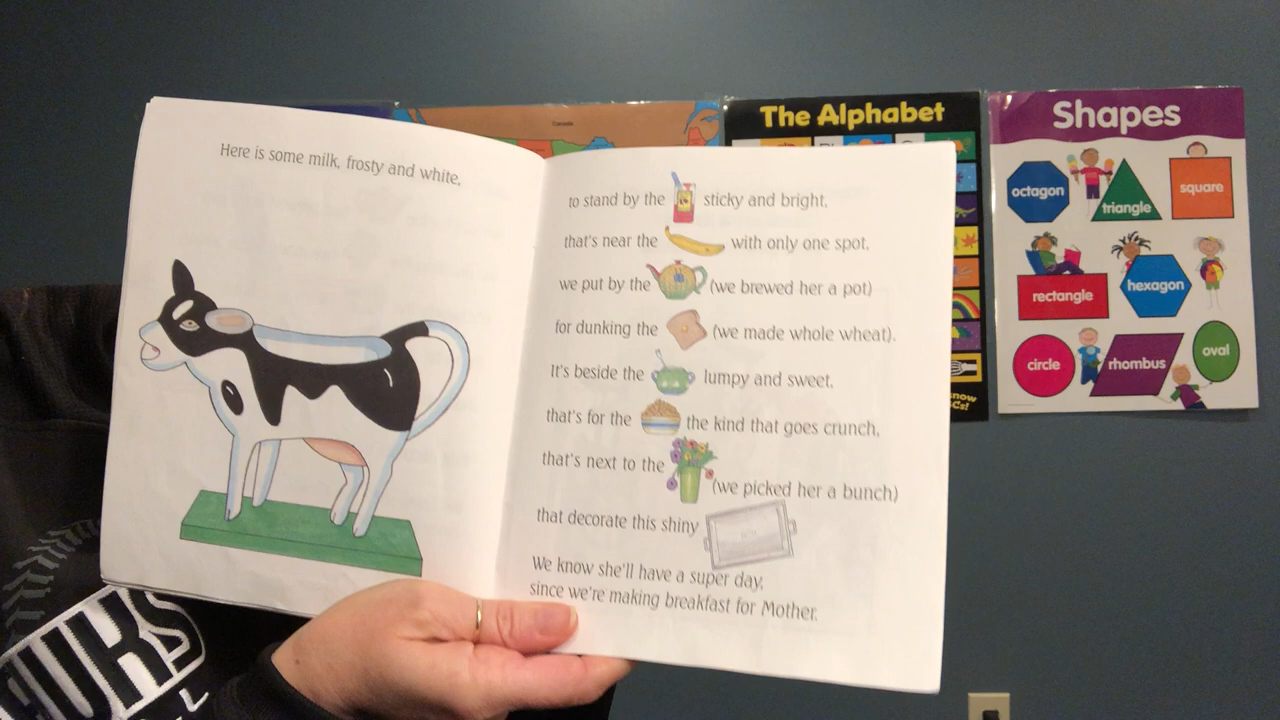 Here is some milk, frosty and white,
to stand by the sticky and bright,
that's near the with only one spot,
we put by the (we brewed her a pot)
for dunking the (we made whole wheat).
It's beside the lumpy and sweet,
that's for the the kind that goes crunch,
that's next to the
(we picked her a bunch)
that decorate this shiny
We know she'll have a super day,
since we're making breakfast for Mother.
Canada
The Alphabet
Shapes
octagon
triangle
square
rectangle
hexagon
circle
rhombus
oval